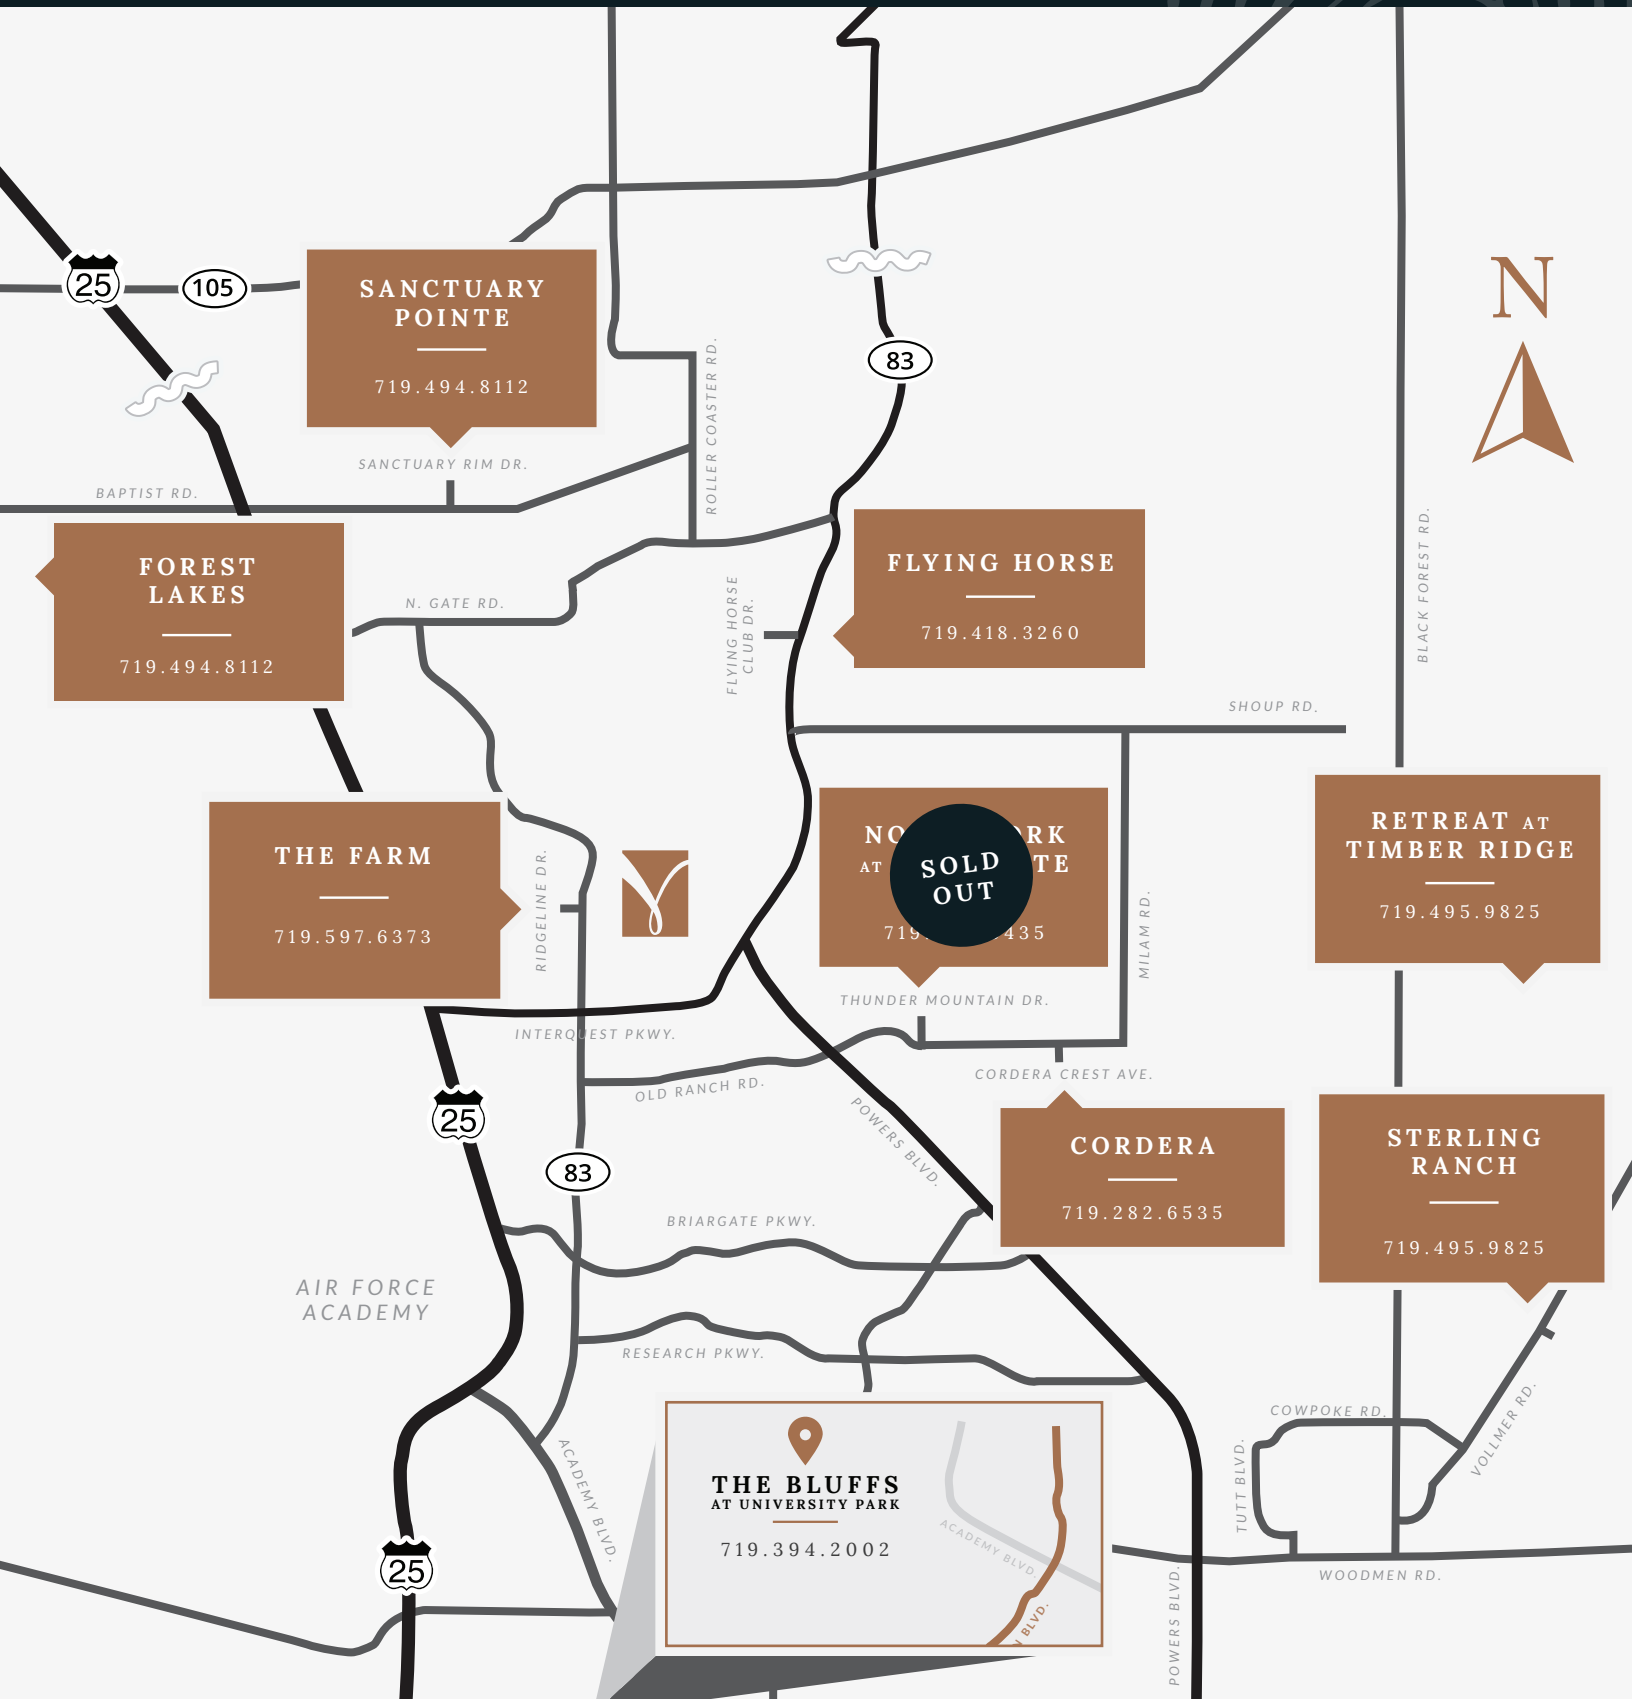 N
25
105
SANCTUARY
POINTE
719.494.8112
83
ROLLER COASTER RD.
SANCTUARY RIM DR.
BAPTIST RD.
FOREST
LAKES
719.494.8112
N. GATE RD.
FLYING HORSE
CLUB DR.
FLYING HORSE
719.418.3260
BLACK FOREST RD.
SHOUP RD.
THE FARM
719.597.6373
RIDGELINE DR.
AT
SOLD
OUT
MILAM RD.
RETREAT AT
TIMBER RIDGE
719.495.9825
THUNDER MOUNTAIN DR.
INTERQUEST PKWY.
OLD RANCH RD.
CORDERA CREST AVE.
25
POWERS BLVD.
83
CORDERA
719.282.6535
STERLING
RANCH
719.495.9825
BRIARGATE PKWY.
AIR FORCE
ACADEMY
RESEARCH PKWY.
ACADEMY BLVD.
THE BLUFFS
AT UNIVERSITY PARK
719.394.2002
ACADEMY BLVD.
BLVD.
COWPOKE RD.
TUTT BLVD.
VOLLMER RD.
25
POWERS BLVD.
WOODMEN RD.